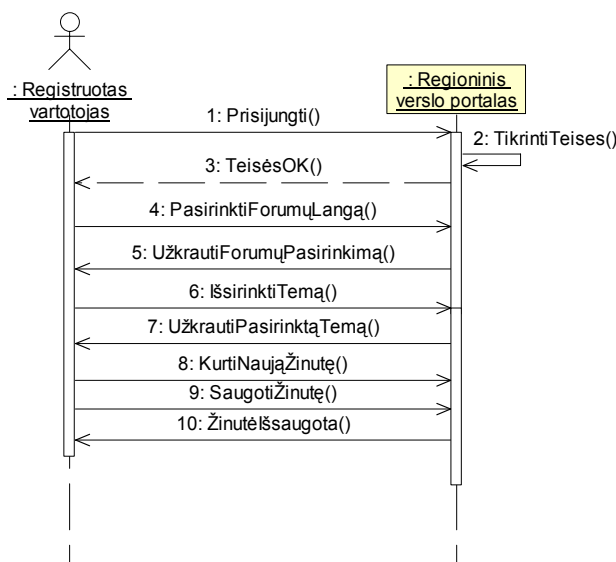 : Registruotas
vartotojas
: Regioninis
verslo portalas
1: Prisijungti()
2: TikrintiTeises()
3: TeisėsOK()
4: PasirinktiForumųLangą()
5: UžkrautiForumųPasirinkimą()
6: IšsirinktiTemą()
7: UžkrautiPasirinktąTemą()
8: KurtiNaująŽinutę()
9: SaugotiŽinutę()
10: ŽinutėIšsaugota()